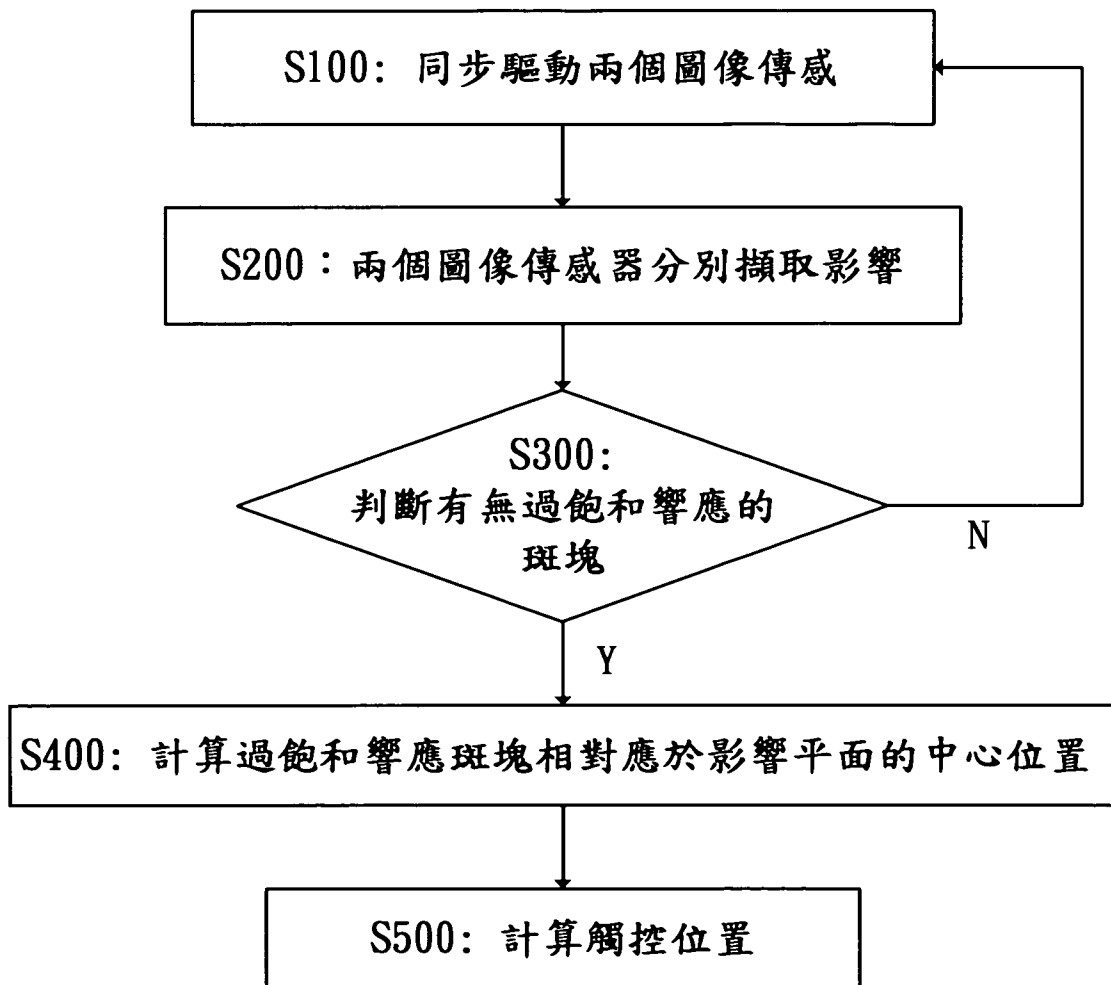 S100: 同步驅動兩個圖像傳感
S200：兩個圖像傳感器分別擷取影響
S300:
判斷有無過飽和響應的
斑塊
N
Y
S400: 計算過飽和響應斑塊相對應於影響平面的中心位置
S500: 計算觸控位置